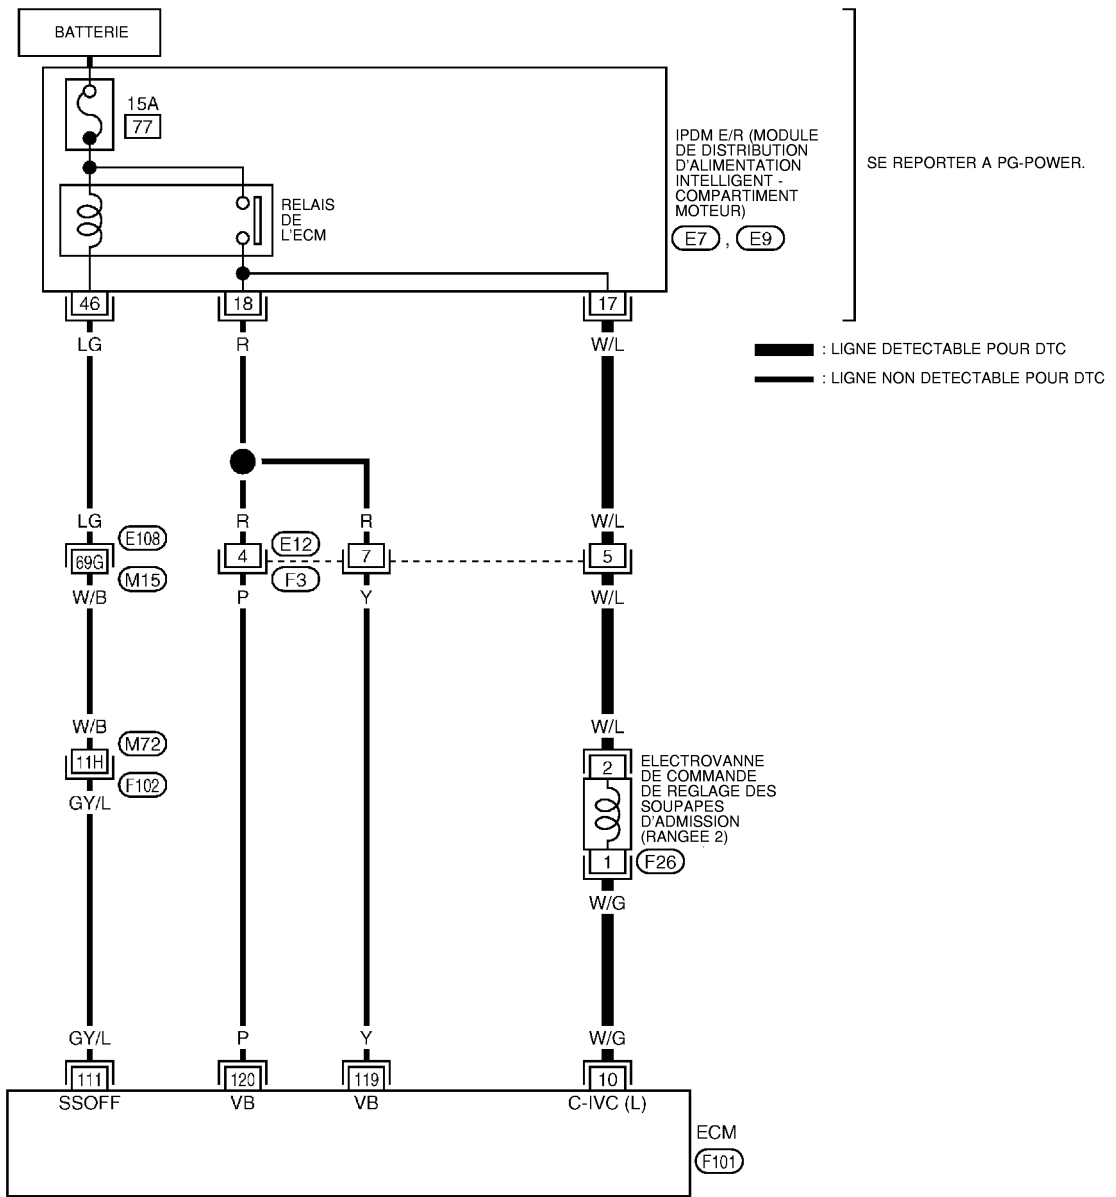 BATTERIE
15A
77
RELAIS
DE
L'ECM
IPDM E/R (MODULE
DE DISTRIBUTION
D'ALIMENTATION
INTELLIGENT -
COMPARTIMENT
MOTEUR)
E7 , E9
SE REPORTER A PG-POWER.
46 18 17
LG R W/L
: LIGNE DETECTABLE POUR DTC
: LIGNE NON DETECTABLE POUR DTC
LG R R W/L
69G E108 4 E12 7 5
M15 F3
W/B P Y W/L
W/B W/L
11H M72
F102
GY/L
2
ELECTROVANNE
DE COMMANDE
DE REGLAGE DES
SOUPAPES
D'ADMISSION
(RANGEE 2)
1 F26
W/G
GY/L P Y W/G
111 120 119 10
SSOFF VB VB C-IVC (L)
ECM
F101